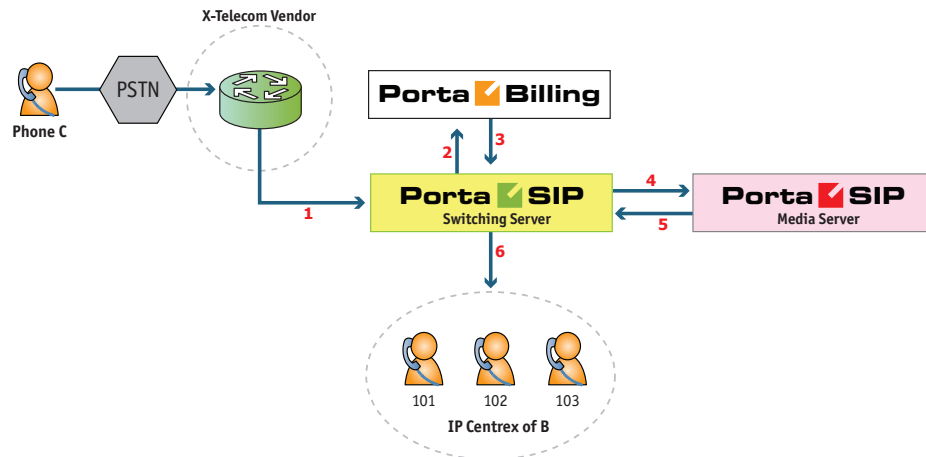 X-Telecom Vendor
PSTN
Phone C
Porta Billing
2
3
1
Porta SIP
Switching Server
4
5
Porta SIP
Media Server
6
101 102 103
IP Centrex of B